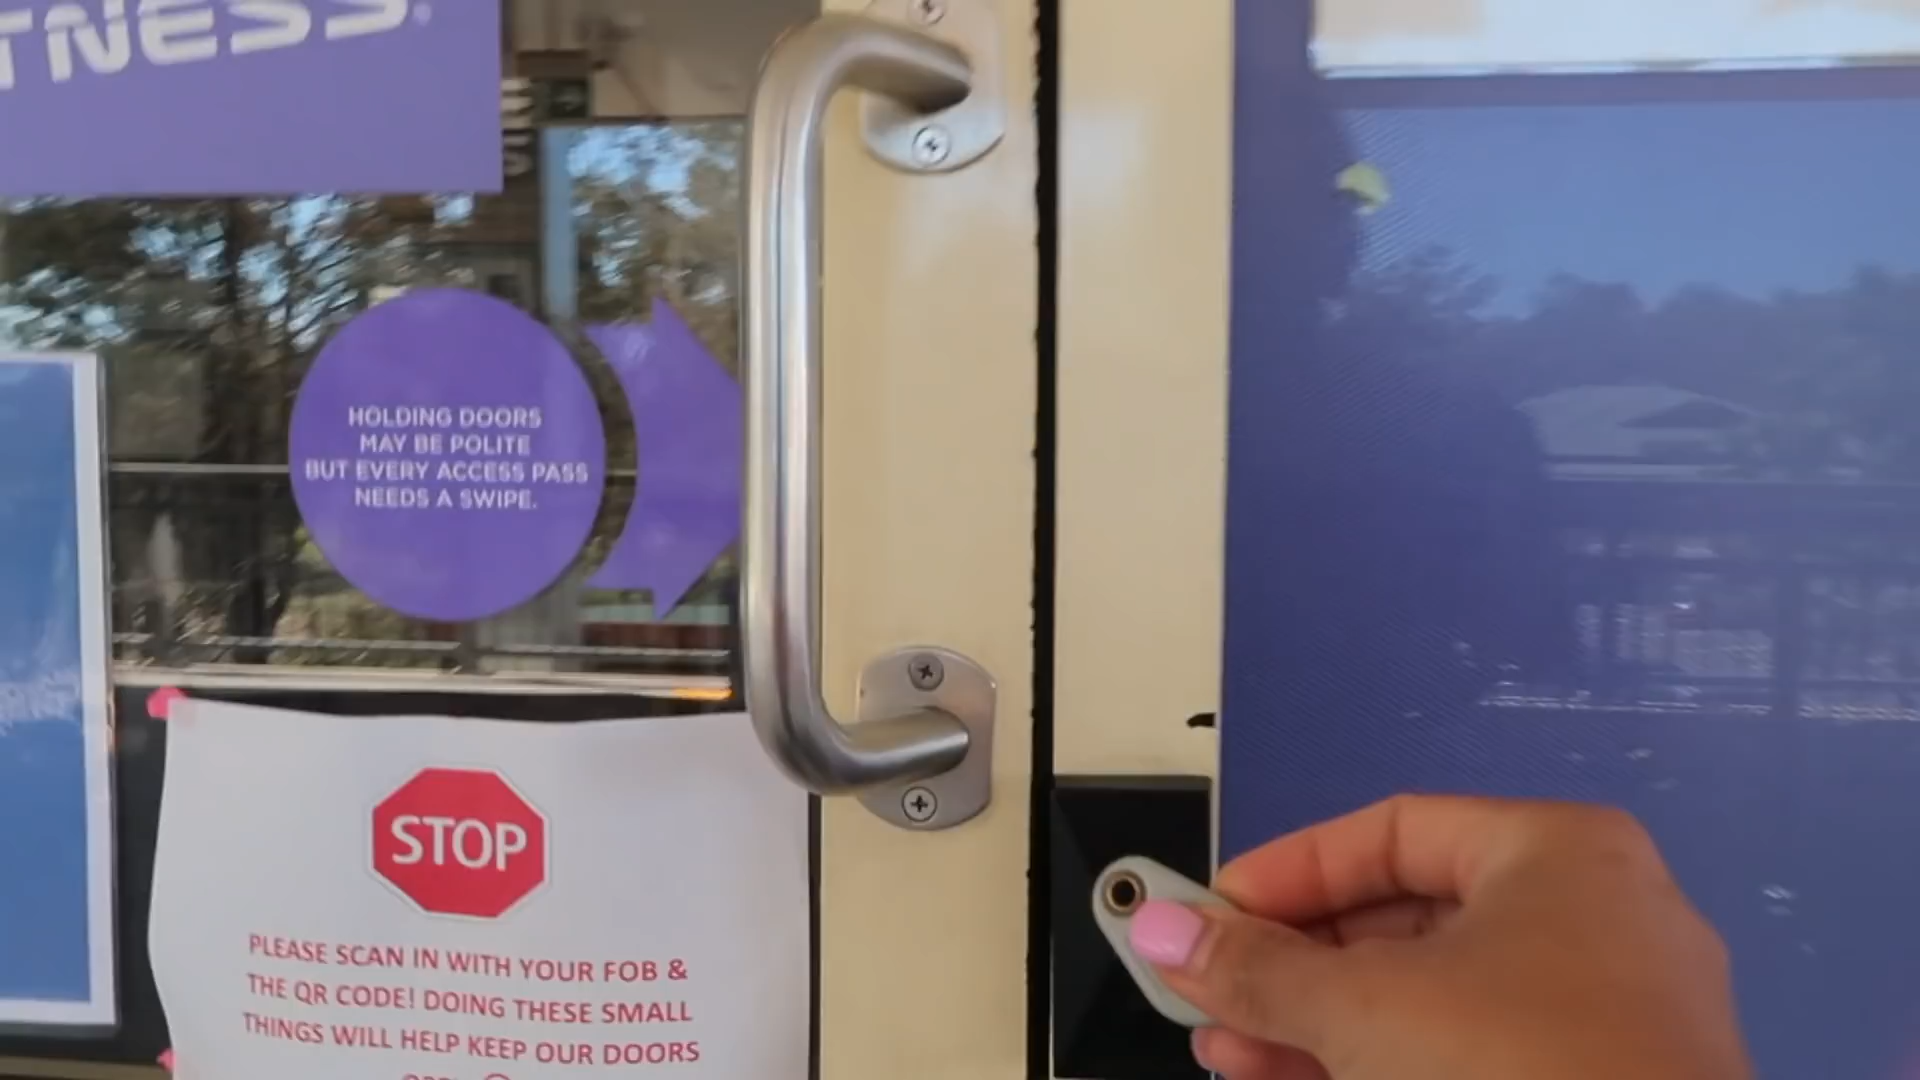 TNESS
HOLDING DOORS
MAY BE POLITE
BUT EVERY ACCESS PASS
NEEDS A SWIPE.
STOP
PLEASE SCAN IN WITH YOUR FOB &
THE QR CODE! DOING THESE SMALL
THINGS WILL HELP KEEP OUR DOORS